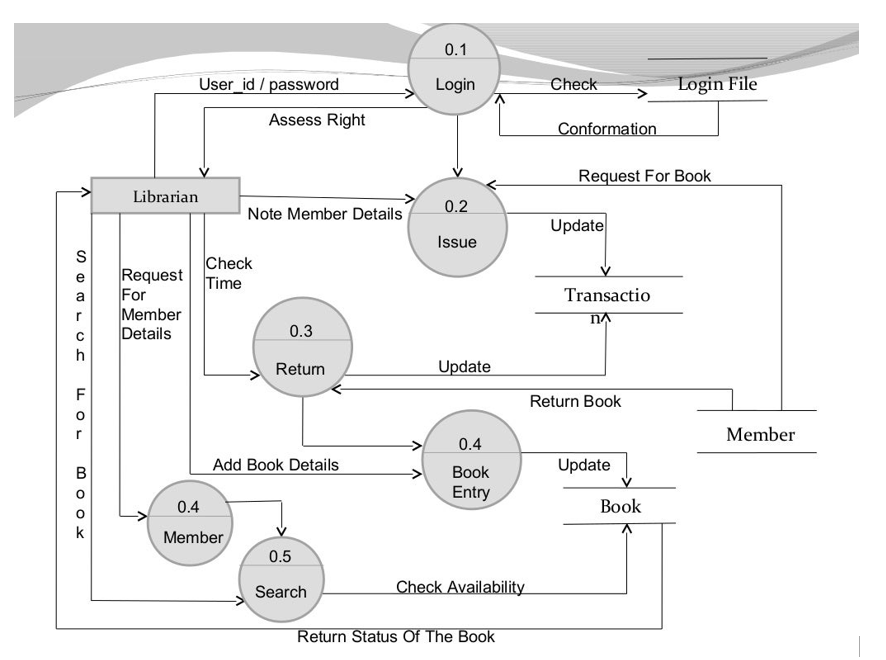 0.1
Login
User_id / password
Check
Login File
Assess Right
Conformation
Request For Book
Librarian
Note Member Details
0.2
Issue
Update
Search For Book
Request
For
Member
Details
Check
Time
Transactio
n
0.3
Return
Update
Return Book
Member
0.4
Book
Entry
Add Book Details
Update
Book
0.4
Member
0.5
Search
Check Availability
Return Status Of The Book